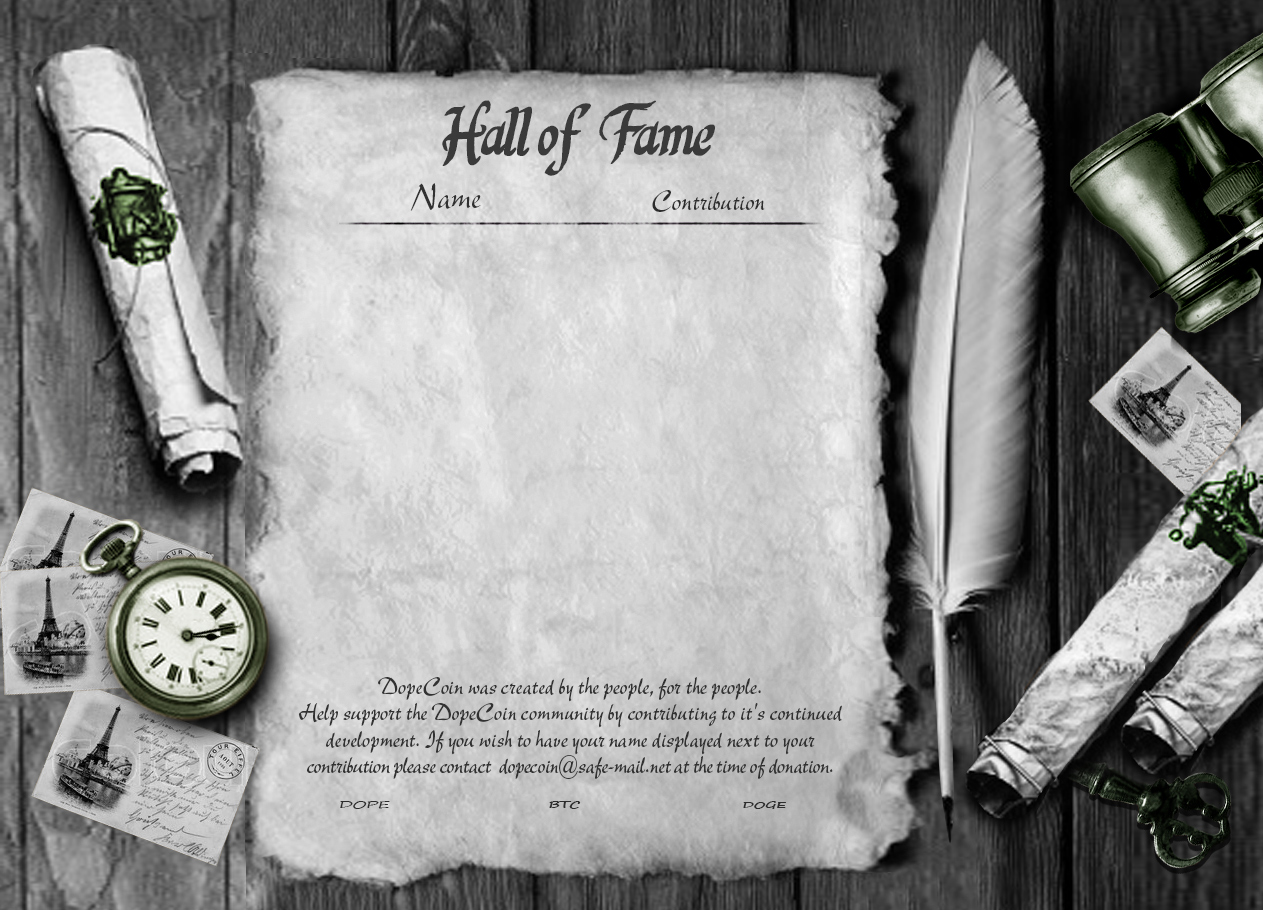 Hall of Fame
Name Contribution
DopeCoin was created by the people, for the people.
Help support the DopeCoin community by contributing to it's continued
development. If you wish to have your name displayed next to your
contribution please contact dopecoin@safe-mail.net at the time of donation.
DOPE BTC DOGE